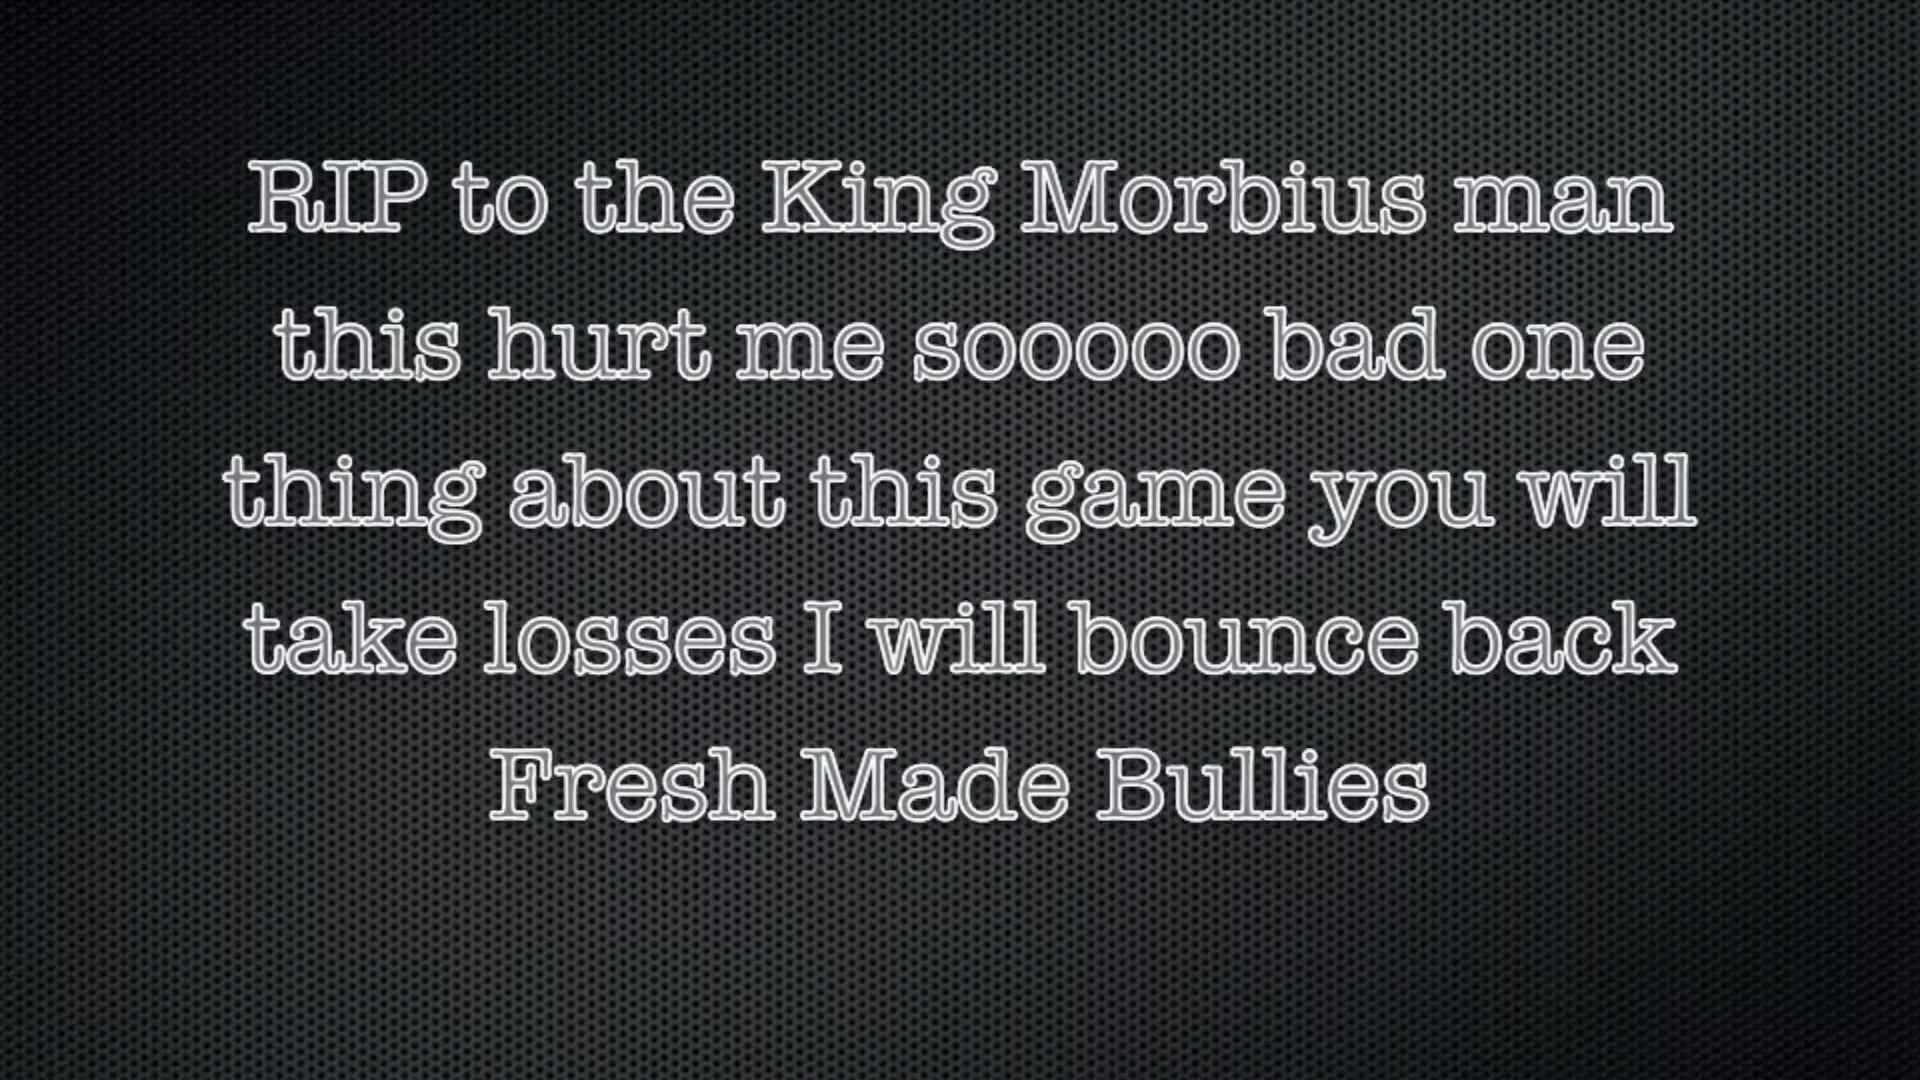 RIP to the King Morbius man
this hurt me sooooo bad one
thing about this game you will
take losses I will bounce back
Fresh Made Bullies